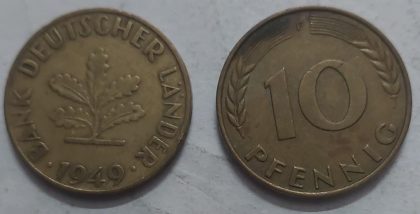 BANK DEUTSCHER LÄNDER
· 1949 ·
F
10
PFENNIG